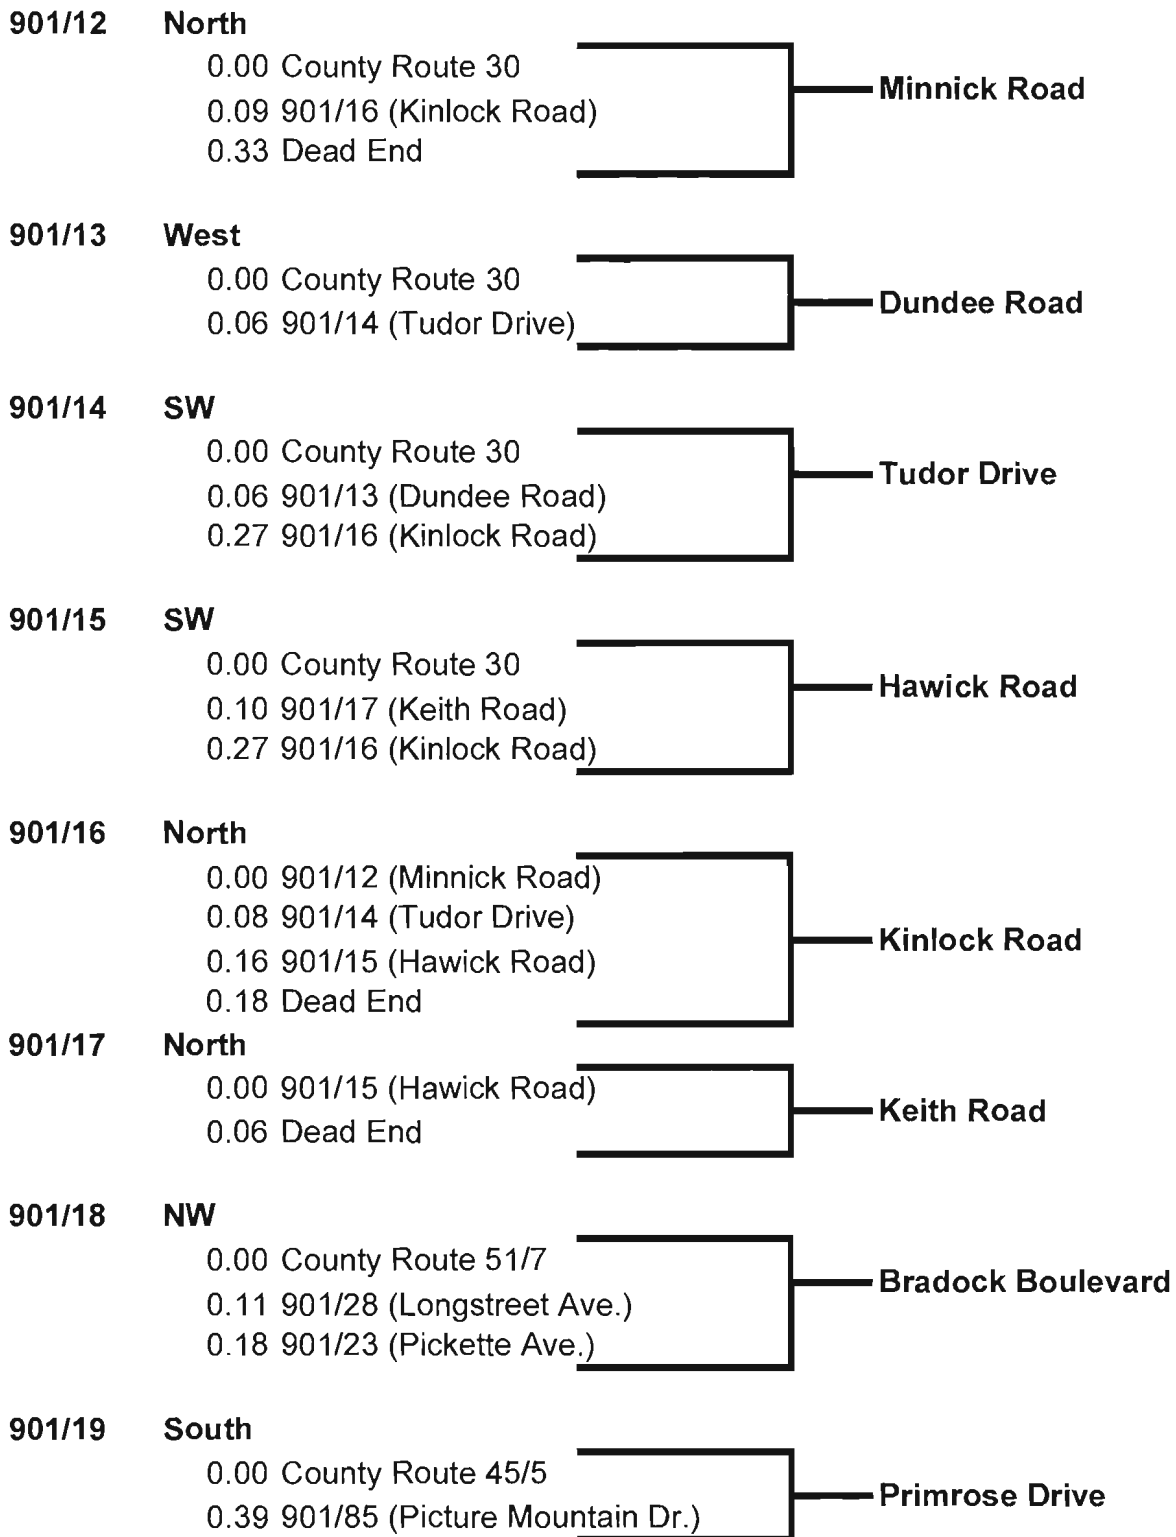 901/12 North
0.00 County Route 30
Minnick Road
0.09 901/16 (Kinlock Road)
0.33 Dead End
901/13 West
0.00 County Route 30
Dundee Road
0.06 901/14 (Tudor Drive)
901/14 SW
0.00 County Route 30
Tudor Drive
0.06 901/13 (Dundee Road)
0.27 901/16 (Kinlock Road)
901/15 SW
0.00 County Route 30
Hawick Road
0.10 901/17 (Keith Road)
0.27 901/16 (Kinlock Road)
901/16 North
0.00 901/12 (Minnick Road)
0.08 901/14 (Tudor Drive)
Kinlock Road
0.16 901/15 (Hawick Road)
0.18 Dead End
901/17 North
0.00 901/15 (Hawick Road)
Keith Road
0.06 Dead End
901/18 NW
0.00 County Route 51/7
Bradock Boulevard
0.11 901/28 (Longstreet Ave.)
0.18 901/23 (Pickette Ave.)
901/19 South
0.00 County Route 45/5
Primrose Drive
0.39 901/85 (Picture Mountain Dr.)